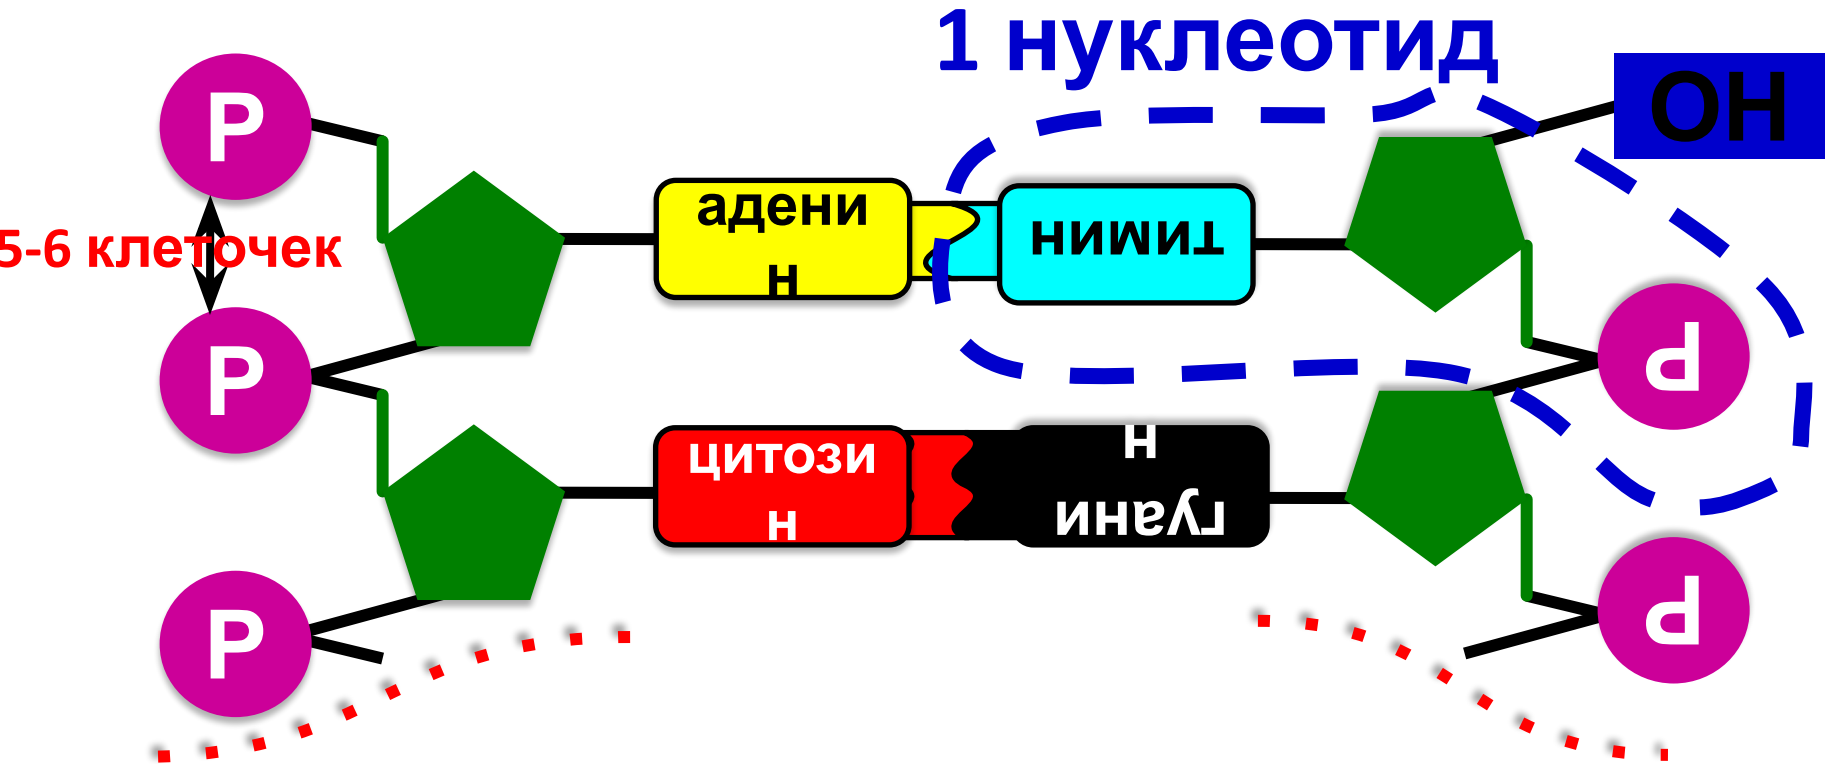 1 нуклеотид
OH
P
адени
н
тимин
5-6 клеточек
P
P
цитози
н
гуани
н
P
P